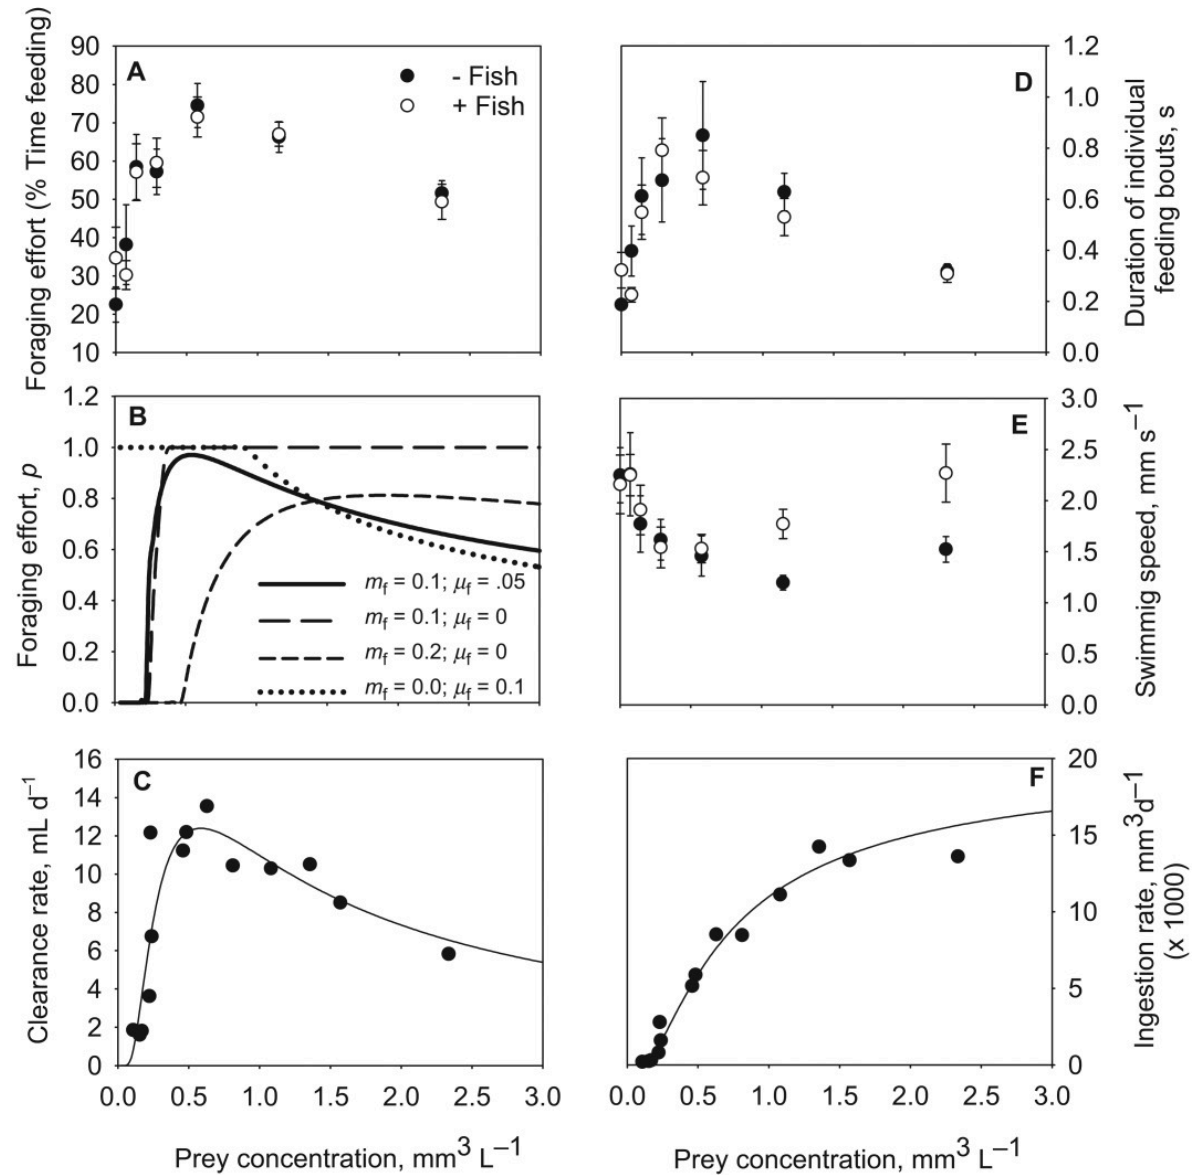 Foraging effort (% Time feeding)
90
80
70
60
50
40
30
20
10
A
- Fish
+ Fish
D
1.2
1.0
0.8
0.6
0.4
0.2
0.0
Duration of individual
feeding bouts, s
Foraging effort, p
1.2
1.0
0.8
0.6
0.4
0.2
0.0
B
mf = 0.1; μf = .05
mf = 0.1; μf = 0
mf = 0.2; μf = 0
mf = 0.0; μf = 0.1
E
3.0
2.5
2.0
1.5
1.0
0.5
0.0
Swimmig speed, mm s–1
Clearance rate, mL d–1
16
14
12
10
8
6
4
2
0
C
0.0 0.5 1.0 1.5 2.0 2.5 3.0
Prey concentration, mm3 L–1
F
20
15
10
5
0
Ingestion rate, mm3d–1
(x 1000)
0.0 0.5 1.0 1.5 2.0 2.5 3.0
Prey concentration, mm3 L–1